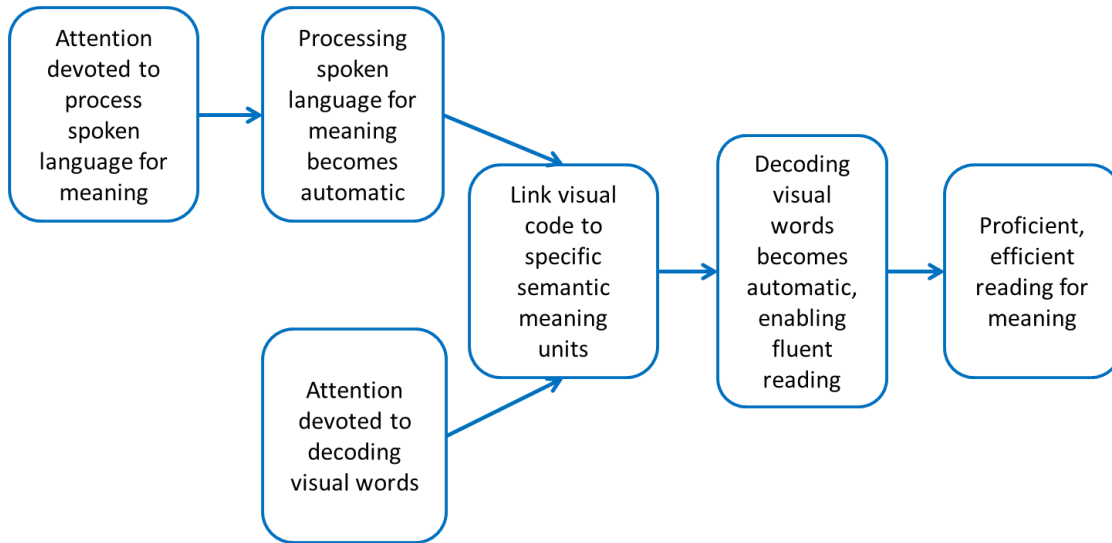 Attention
devoted to
process
spoken
language for
meaning
Processing
spoken
language for
meaning
becomes
automatic
Attention
devoted to
decoding
visual words
Link visual
code to
specific
semantic
meaning
units
Decoding
visual
words
becomes
automatic,
enabling
fluent
reading
Proficient,
efficient
reading for
meaning